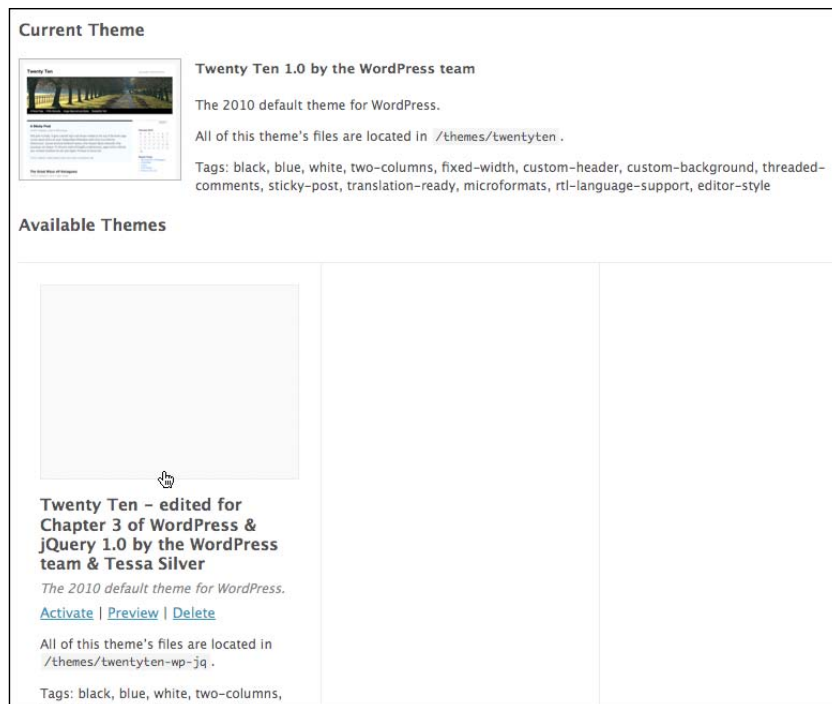 Current Theme
Twenty Ten
Twenty Ten 1.0 by the WordPress team
The 2010 default theme for WordPress.
All of this theme's files are located in /themes/twentyten .
Tags: black, blue, white, two-columns, fixed-width, custom-header, custom-background, threaded-
comments, sticky-post, translation-ready, microformats, rtl-language-support, editor-style
Available Themes
Twenty Ten – edited for
Chapter 3 of WordPress &
jQuery 1.0 by the WordPress
team & Tessa Silver
The 2010 default theme for WordPress.
Activate | Preview | Delete
All of this theme's files are located in
/themes/twentyten-wp-jq .
Tags: black, blue, white, two-columns,